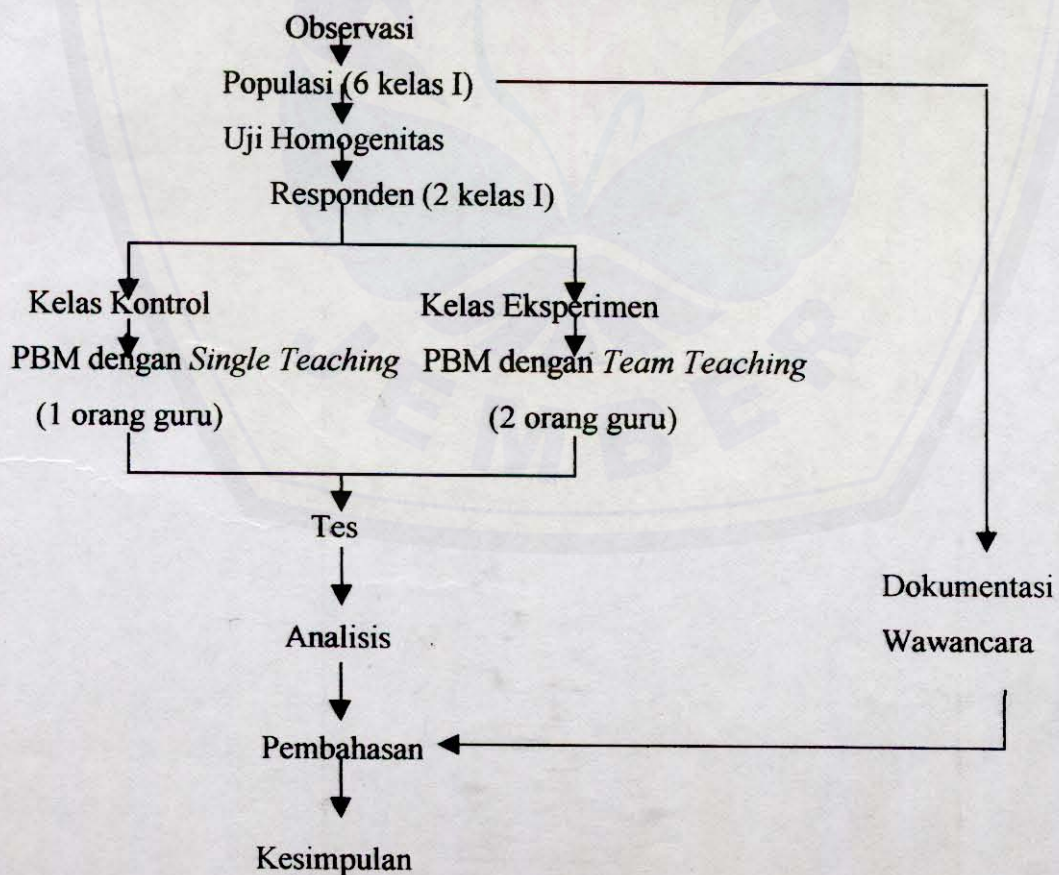 Observasi
Populasi (6 kelas I)
Uji Homogenitas
Responden (2 kelas I)
Kelas Kontrol
PBM dengan Single Teaching
(1 orang guru)
Kelas Eksperimen
PBM dengan Team Teaching
(2 orang guru)
Tes
Analisis
Dokumentasi
Wawancara
Pembahasan
Kesimpulan